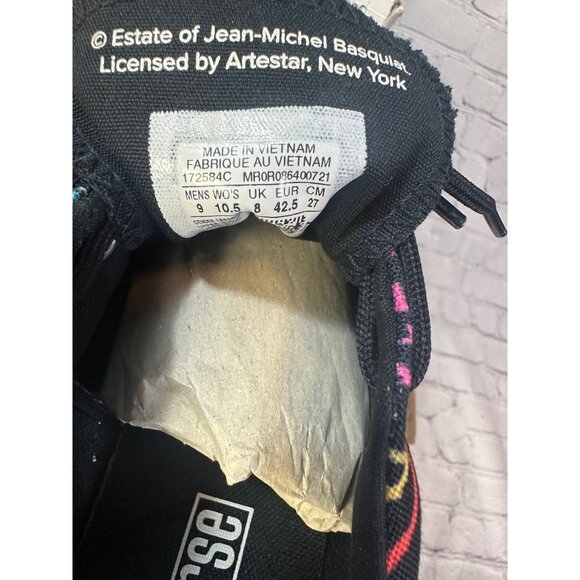 © Estate of Jean-Michel Basquiat.
Licensed by Artestar, New York
MADE IN VIETNAM
FABRIQUE AU VIETNAM
172584C MR0R086400721
MENS WO'S UK EUR CM
9 10.5 8 42.5 27
rse